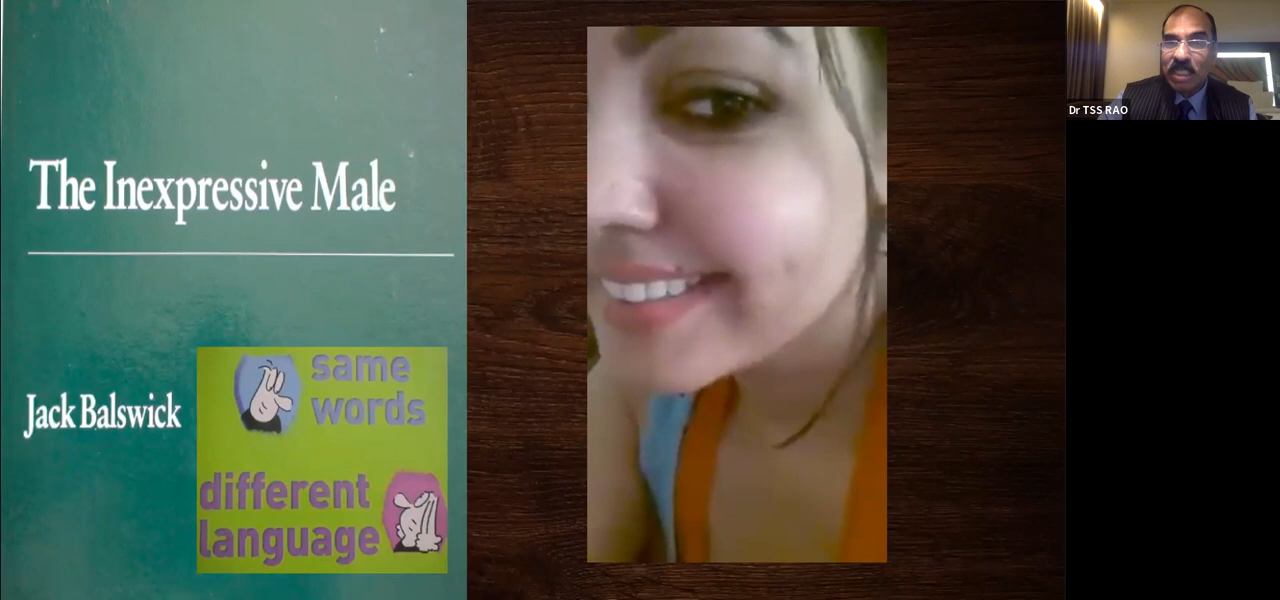 The Inexpressive Male
Jack Balswick
same
words
different
language
Dr TSS RAO